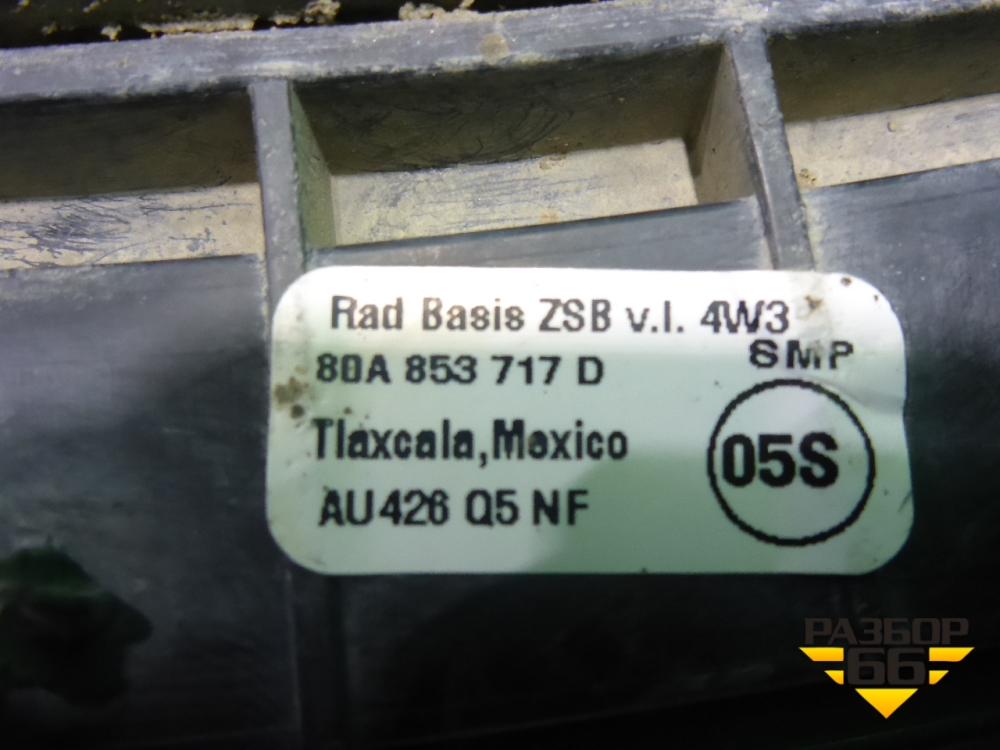 Rad Basis ZSB v.l. 4W3
SMP
80A 853 717 D
Tlaxcala,Mexico
05S
AU426 Q5 NF
РАЗБОР
66